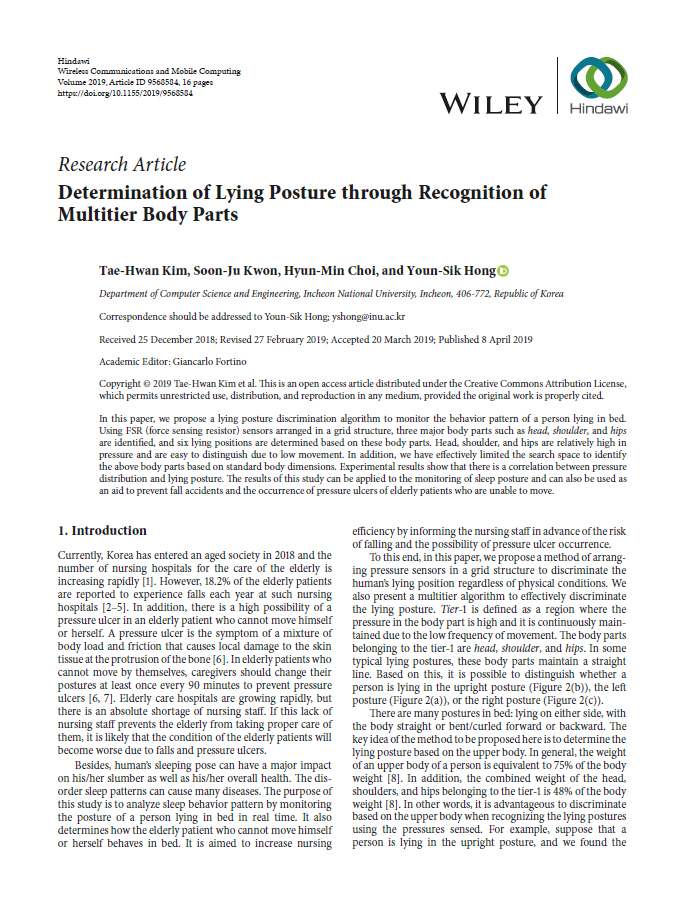 Hindawi
Wireless Communications and Mobile Computing
Volume 2019, Article ID 9568584, 16 pages
https://doi.org/10.1155/2019/9568584
WILEY
Hindawi
Research Article
Determination of Lying Posture through Recognition of
Multitier Body Parts
Tae-Hwan Kim, Soon-Ju Kwon, Hyun-Min Choi, and Youn-Sik Hong
Department of Computer Science and Engineering, Incheon National University, Incheon, 406-772, Republic of Korea
Correspondence should be addressed to Youn-Sik Hong; yshong@inu.ac.kr
Received 25 December 2018; Revised 27 February 2019; Accepted 20 March 2019; Published 8 April 2019
Academic Editor: Giancarlo Fortino
Copyright © 2019 Tae-Hwan Kim et al. This is an open access article distributed under the Creative Commons Attribution License,
which permits unrestricted use, distribution, and reproduction in any medium, provided the original work is properly cited.
In this paper, we propose a lying posture discrimination algorithm to monitor the behavior pattern of a person lying in bed.
Using FSR (force sensing resistor) sensors arranged in a grid structure, three major body parts such as head, shoulder, and hips
are identified, and six lying positions are determined based on these body parts. Head, shoulder, and hips are relatively high in
pressure and are easy to distinguish due to low movement. In addition, we have effectively limited the search space to identify
the above body parts based on standard body dimensions. Experimental results show that there is a correlation between pressure
distribution and lying posture. The results of this study can be applied to the monitoring of sleep posture and can also be used as
an aid to prevent fall accidents and the occurrence of pressure ulcers of elderly patients who are unable to move.
1. Introduction
Currently, Korea has entered an aged society in 2018 and the
number of nursing hospitals for the care of the elderly is
increasing rapidly [1]. However, 18.2% of the elderly patients
are reported to experience falls each year at such nursing
hospitals [2–5]. In addition, there is a high possibility of a
pressure ulcer in an elderly patient who cannot move himself
or herself. A pressure ulcer is the symptom of a mixture of
body load and friction that causes local damage to the skin
tissue at the protrusion of the bone [6]. In elderly patients who
cannot move by themselves, caregivers should change their
postures at least once every 90 minutes to prevent pressure
ulcers [6, 7]. Elderly care hospitals are growing rapidly, but
there is an absolute shortage of nursing staff. If this lack of
nursing staff prevents the elderly from taking proper care of
them, it is likely that the condition of the elderly patients will
become worse due to falls and pressure ulcers.
Besides, human's sleeping pose can have a major impact
on his/her slumber as well as his/her overall health. The dis-
order sleep patterns can cause many diseases. The purpose of
this study is to analyze sleep behavior pattern by monitoring
the posture of a person lying in bed in real time. It also
determines how the elderly patient who cannot move himself
or herself behaves in bed. It is aimed to increase nursing
efficiency by informing the nursing staff in advance of the risk
of falling and the possibility of pressure ulcer occurrence.
To this end, in this paper, we propose a method of arrang-
ing pressure sensors in a grid structure to discriminate the
human's lying position regardless of physical conditions. We
also present a multitier algorithm to effectively discriminate
the lying posture. Tier-1 is defined as a region where the
pressure in the body part is high and it is continuously main-
tained due to the low frequency of movement. The body parts
belonging to the tier-1 are head, shoulder, and hips. In some
typical lying postures, these body parts maintain a straight
line. Based on this, it is possible to distinguish whether a
person is lying in the upright posture (Figure 2(b)), the left
posture (Figure 2(a)), or the right posture (Figure 2(c)).
There are many postures in bed: lying on either side, with
the body straight or bent/curled forward or backward. The
key idea of the method to be proposed here is to determine the
lying posture based on the upper body. In general, the weight
of an upper body of a person is equivalent to 75% of the body
weight [8]. In addition, the combined weight of the head,
shoulders, and hips belonging to the tier-1 is 48% of the body
weight [8]. In other words, it is advantageous to discriminate
based on the upper body when recognizing the lying postures
using the pressures sensed. For example, suppose that a
person is lying in the upright posture, and we found the